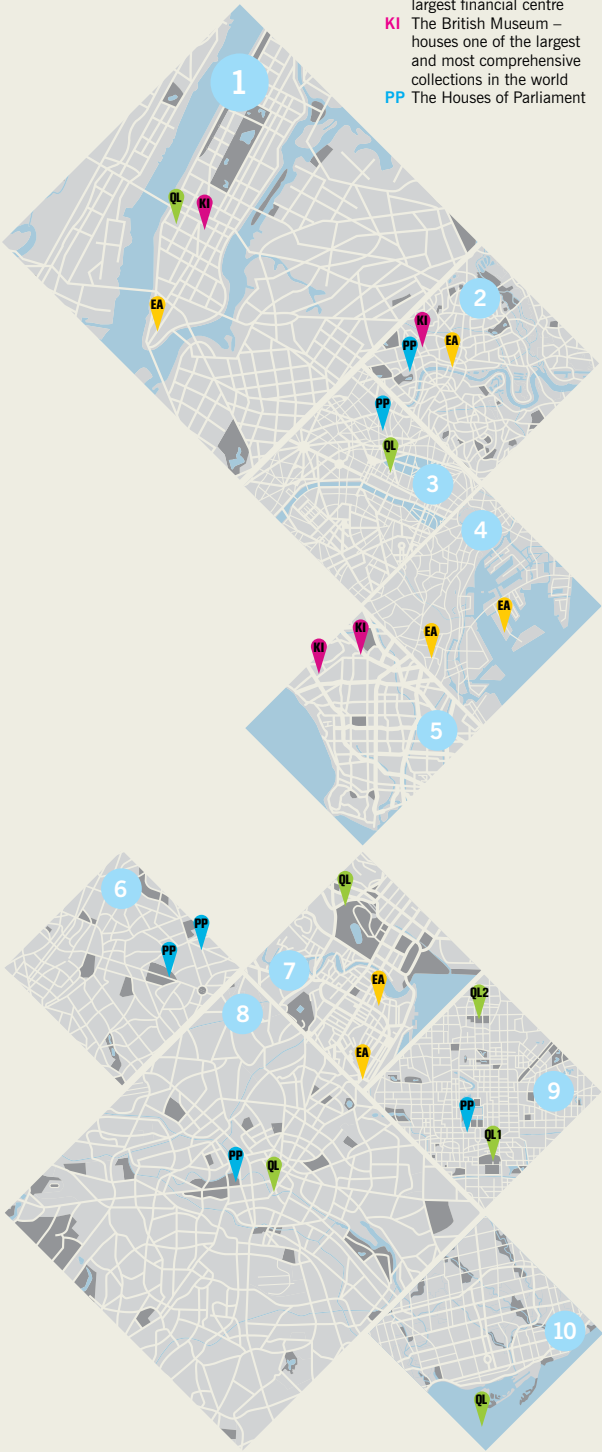 largest financial centre
KI The British Museum –
houses one of the largest
and most comprehensive
collections in the world
PP The Houses of Parliament
1
QL
KI
EA
2
KI
PP
EA
PP
QL
3
4
EA
EA
KI
KI
5
6
PP
PP
QL
7
EA
EA
8
QL2
9
PP
QL1
PP
QL
10
QL